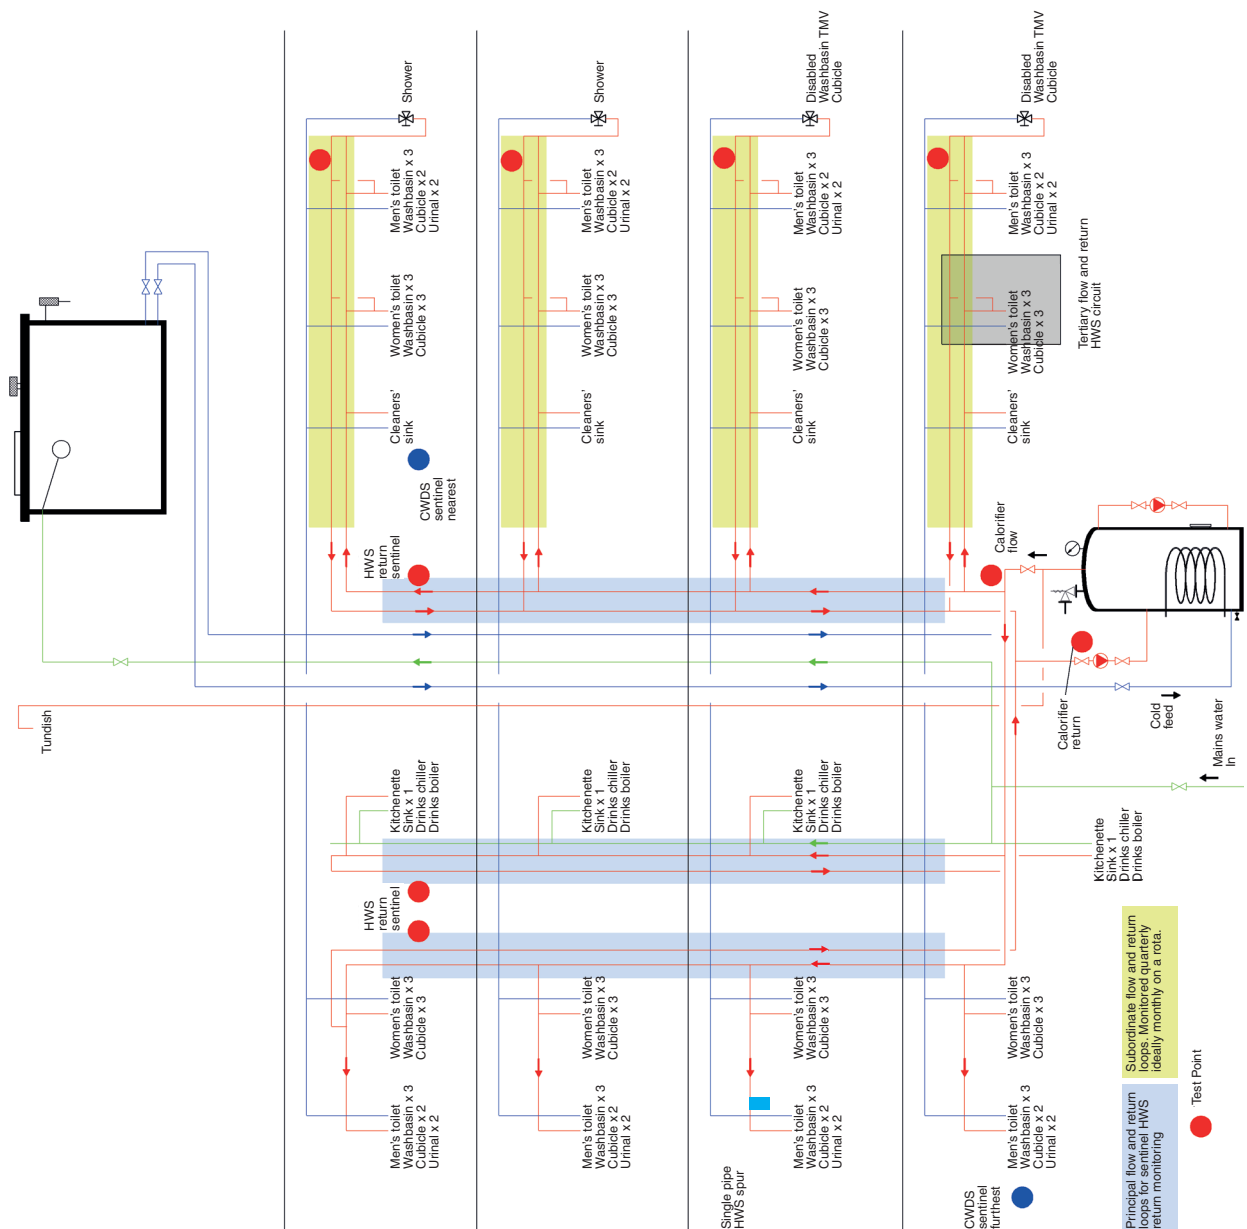 Tundish
Shower
Men's toilet
Washbasin x 3
Cubicle x 2
Urinal x 2
Women's toilet
Washbasin x 3
Cubicle x 3
Cleaners'
sink
CWDS
sentinel
nearest
HWS
return
sentinel
Kitchenette
Sink x 1
Drinks chiller
Drinks boiler
HWS
return
sentinel
Women's toilet
Washbasin x 3
Cubicle x 3
Men's toilet
Washbasin x 3
Cubicle x 2
Urinal x 2
Shower
Men's toilet
Washbasin x 3
Cubicle x 2
Urinal x 2
Women's toilet
Washbasin x 3
Cubicle x 3
Cleaners'
sink
Kitchenette
Sink x 1
Drinks chiller
Drinks boiler
Women's toilet
Washbasin x 3
Cubicle x 3
Men's toilet
Washbasin x 3
Cubicle x 2
Urinal x 2
Disabled
Washbasin TMV
Cubicle
Men's toilet
Washbasin x 3
Cubicle x 2
Urinal x 2
Women's toilet
Washbasin x 3
Cubicle x 3
Cleaners'
sink
Kitchenette
Sink x 1
Drinks chiller
Drinks boiler
Women's toilet
Washbasin x 3
Cubicle x 3
Men's toilet
Washbasin x 3
Cubicle x 2
Urinal x 2
Single pipe
HWS spur
Disabled
Washbasin TMV
Cubicle
Men's toilet
Washbasin x 3
Cubicle x 2
Urinal x 2
Women's toilet
Washbasin x 3
Cubicle x 3
Tertiary flow and return
HWS circuit
Cleaners'
sink
Calorifier
flow
Calorifier
return
Cold
feed
Mains water
In
Kitchenette
Sink x 1
Drinks chiller
Drinks boiler
Women's toilet
Washbasin x 3
Cubicle x 3
Men's toilet
Washbasin x 3
Cubicle x 2
Urinal x 2
CWDS
sentinel
furthest
Principal flow and return
loops for sentinel HWS
return monitoring
Subordinate flow and return
loops. Monitored quarterly
ideally monthly on a rota.
Test Point